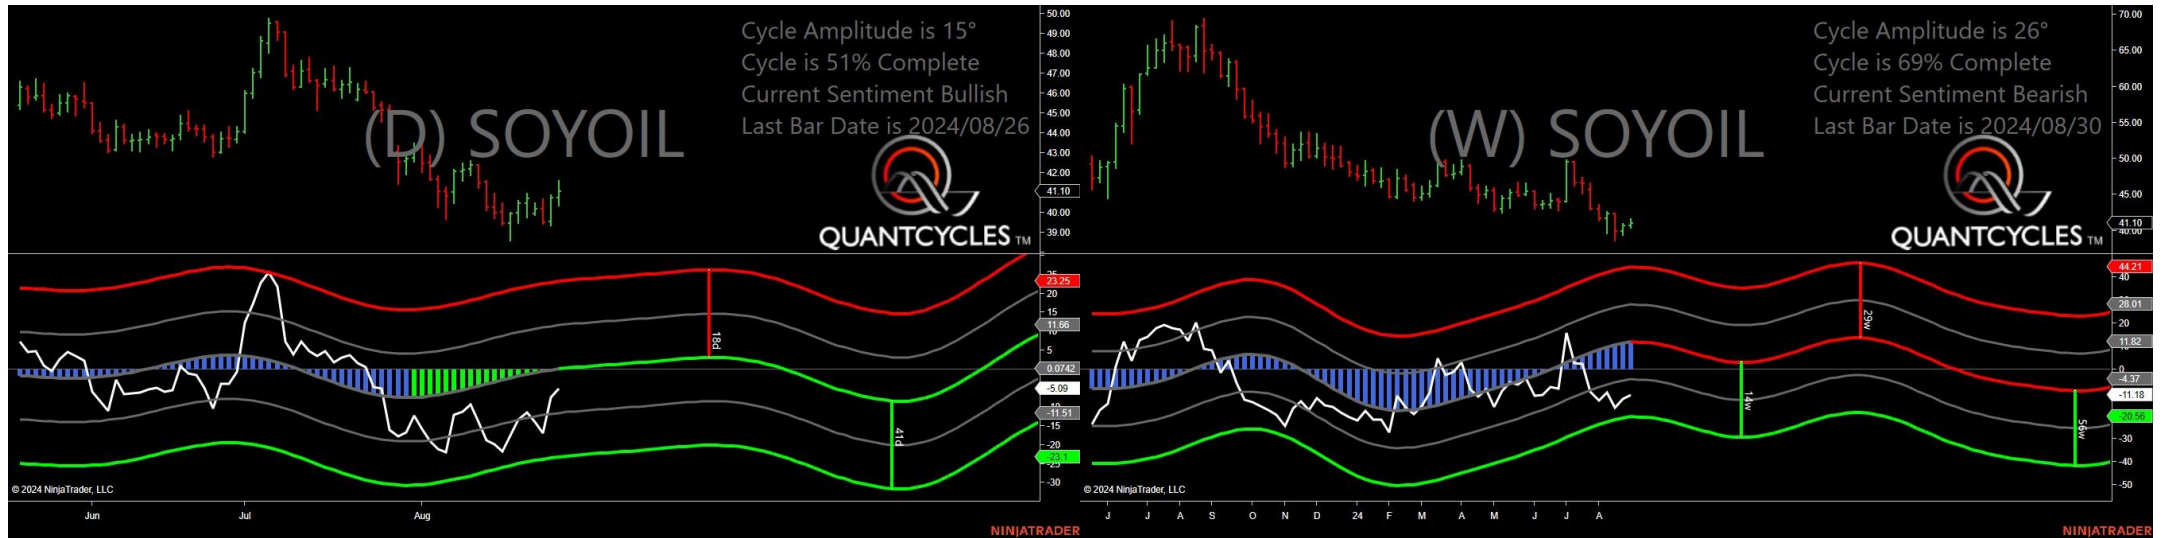 Cycle Amplitude is 15°
Cycle is 51% Complete
Current Sentiment Bullish
Last Bar Date is 2024/08/26
(D) SOYOIL
QUANTCYCLES TM
50.00
49.00
48.00
47.00
46.00
45.00
44.00
43.00
42.00
41.10
40.00
39.00
23.25
20
15
11.66
5
0.0742
-5.09
-11.51
-15
-20
-23.1
-30
18d
41d
© 2024 NinjaTrader, LLC
Jun
Jul
Aug
NINJATRADER
Cycle Amplitude is 26°
Cycle is 69% Complete
Current Sentiment Bearish
Last Bar Date is 2024/08/30
(W) SOYOIL
QUANTCYCLES TM
70.00
65.00
60.00
55.00
50.00
45.00
41.10
40.00
44.21
40
28.01
20
11.82
0
-4.37
-11.18
-20.56
-30
-40
-50
29w
14w
56w
© 2024 NinjaTrader, LLC
J
J
A
S
O
N
D
24
F
M
A
M
J
J
A
NINJATRADER